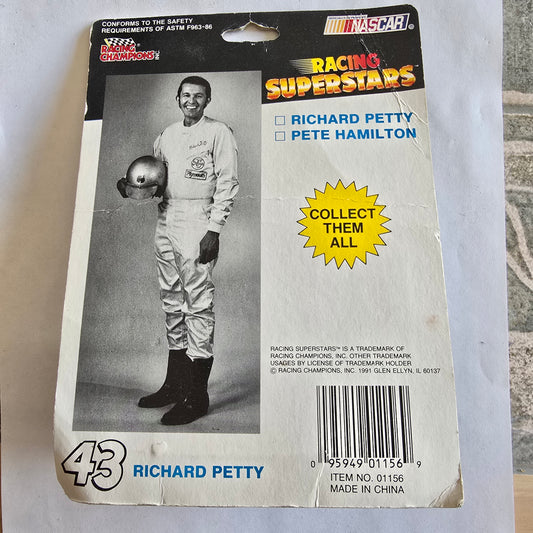 CONFORMS TO THE SAFETY
REQUIREMENTS OF ASTM F963-86
RACING
CHAMPIONS INC.
NASCAR®
RACING
SUPERSTARS™
RICHARD PETTY
PETE HAMILTON
Plymouth
COLLECT
THEM
ALL
RACING SUPERSTARS™ IS A TRADEMARK OF
RACING CHAMPIONS, INC. OTHER TRADEMARK
USAGES BY LICENSE OF TRADEMARK HOLDER
© RACING CHAMPIONS, INC. 1991 GLEN ELLYN, IL 60137
43 RICHARD PETTY
0 95949 01156 9
ITEM NO. 01156
MADE IN CHINA